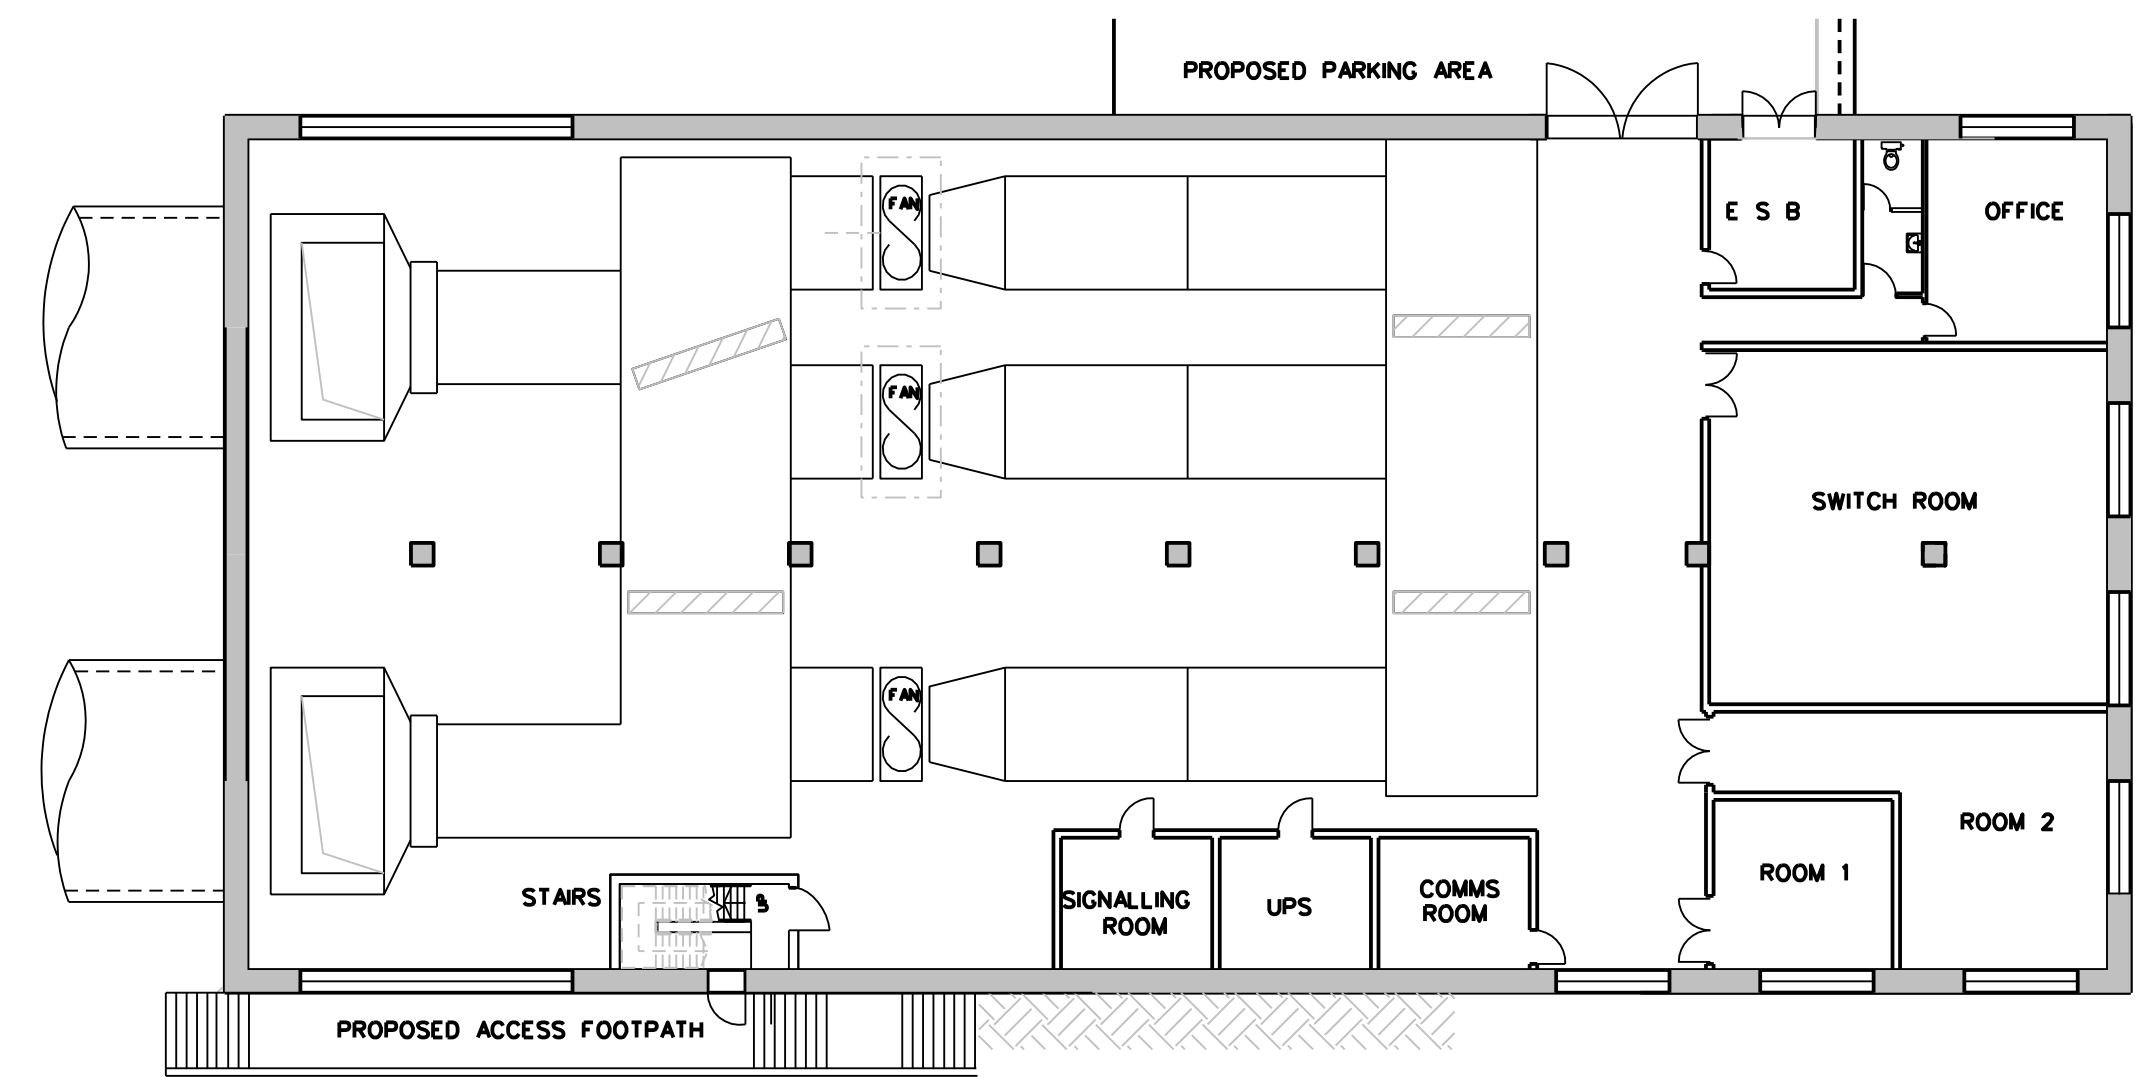 PROPOSED PARKING AREA
FAN
E S B
OFFICE
FAN
SWITCH ROOM
FAN
ROOM 2
ROOM 1
STAIRS
UP
SIGNALLING
ROOM
UPS
COMMS
ROOM
PROPOSED ACCESS FOOTPATH